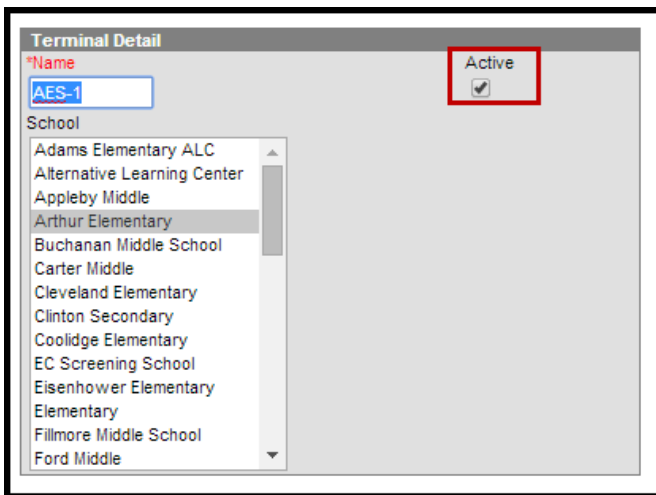 Terminal Detail
*Name Active
AES-1
School
Adams Elementary ALC
Alternative Learning Center
Appleby Middle
Arthur Elementary
Buchanan Middle School
Carter Middle
Cleveland Elementary
Clinton Secondary
Coolidge Elementary
EC Screening School
Eisenhower Elementary
Elementary
Fillmore Middle School
Ford Middle